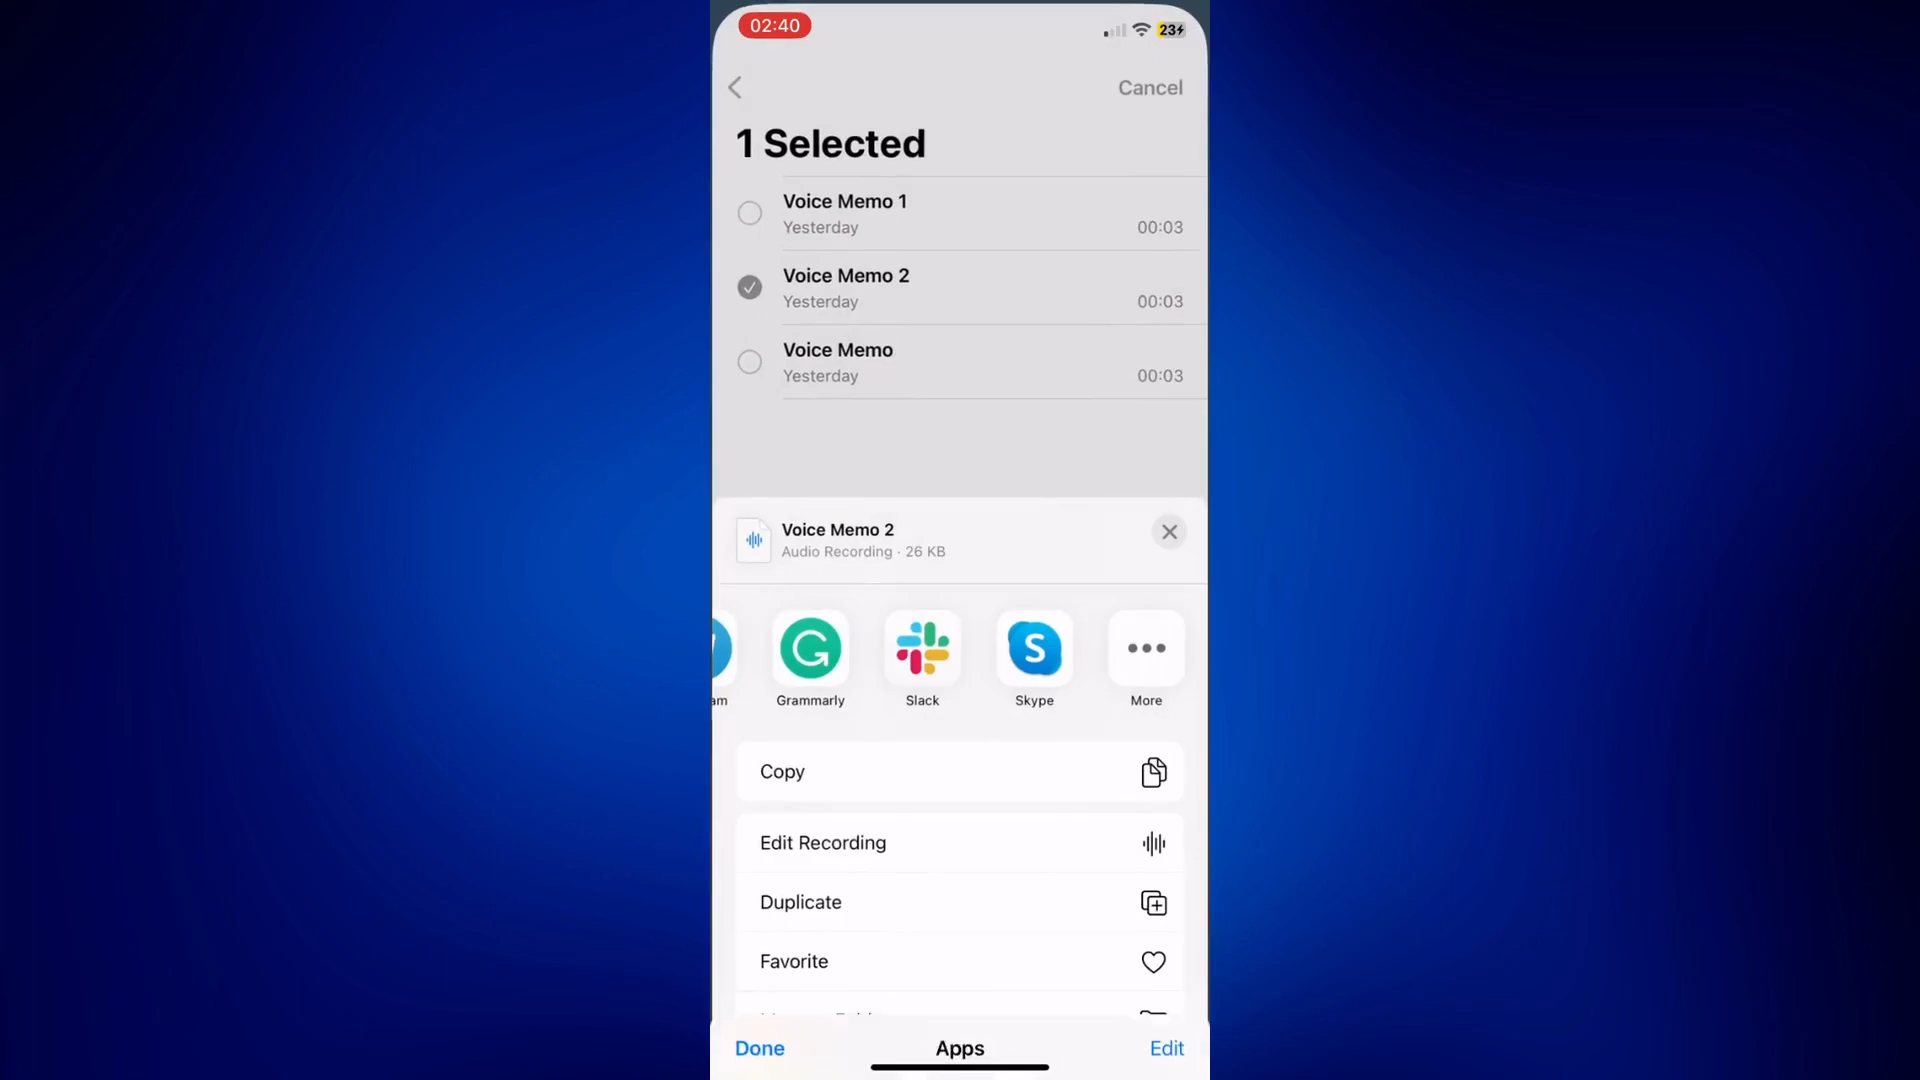 02:40
23
Cancel
1 Selected
Voice Memo 1
Yesterday 00:03
Voice Memo 2
Yesterday 00:03
Voice Memo
Yesterday 00:03
Voice Memo 2
Audio Recording · 26 KB
am Grammarly Slack Skype More
Copy
Edit Recording
Duplicate
Favorite
Done Apps Edit